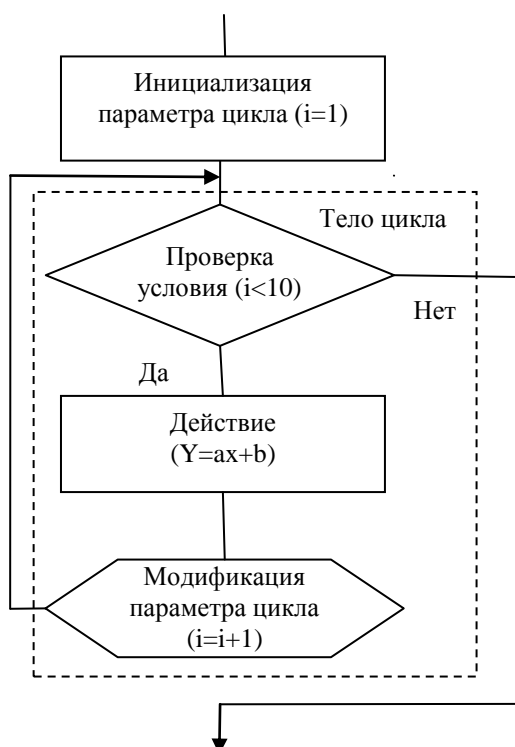 Инициализация
параметра цикла (i=1)
Тело цикла
Проверка
условия (i<10)
Нет
Да
Действие
(Y=ax+b)
Модификация
параметра цикла
(i=i+1)